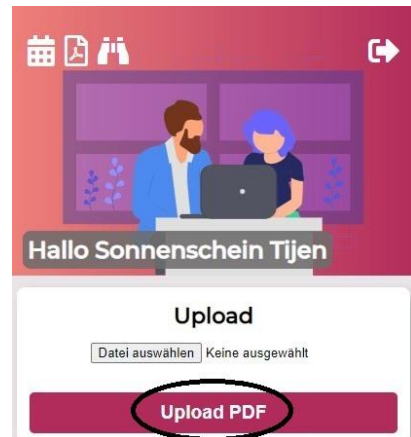 Hallo Sonnenschein Tijen
Upload
Datei auswählen Keine ausgewählt
Upload PDF